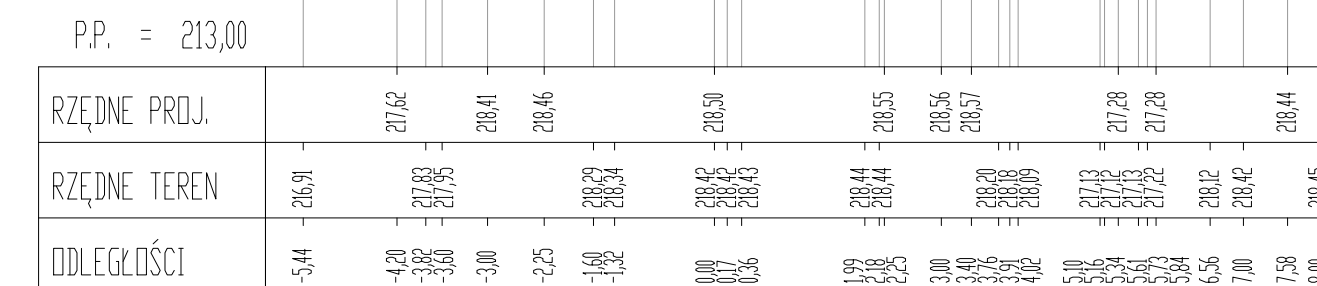 P.P. = 213,00
RZĘDNE PROJ. 217,62 218,41 218,46 218,50 218,55 218,56 218,57 217,28 217,28 218,44
RZĘDNE TEREN 216,91 217,83 217,95 218,29 218,34 218,42 218,42 218,43 218,44 218,44 218,20 218,18 218,09 217,13 217,12 217,12 217,13 217,22 218,12 218,42
ODLEGŁOŚCI -5,44 -4,20 -3,82 -3,60 -3,00 -2,25 -1,60 -1,32 0,00 0,17 0,36 1,99 2,18 2,25 3,00 3,40 3,76 3,91 4,02 5,10 5,16 5,34 5,61 5,73 5,84 6,56 7,00 7,58